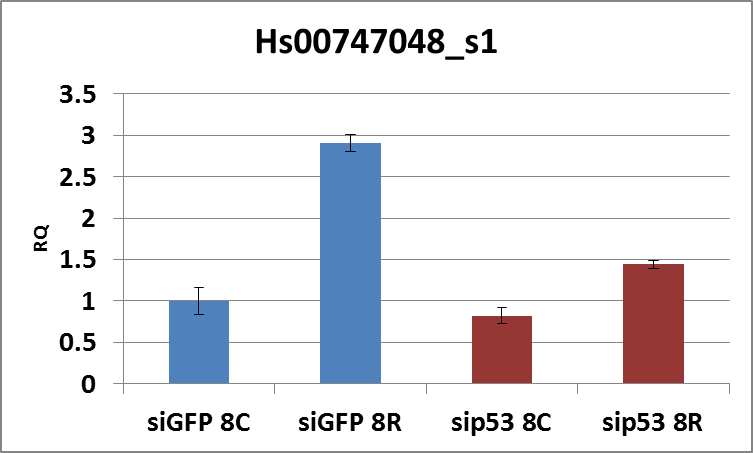 Hs00747048_s1
3.5
3
2.5
2
1.5
1
0.5
0
RQ
siGFP 8C
siGFP 8R
sip53 8C
sip53 8R